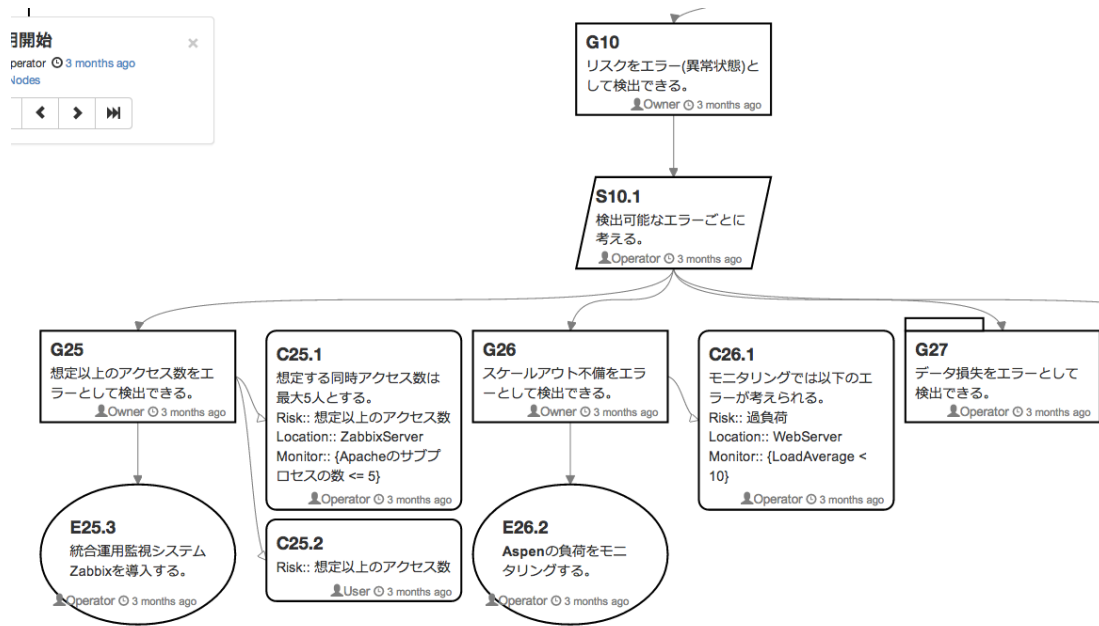 用開始
perator 3 months ago
Nodes
G10
リスクをエラー(異常状態)と
して検出できる。
Owner 3 months ago
S10.1
検出可能なエラーごとに
考える。
Operator 3 months ago
G25
想定以上のアクセス数をエ
ラーとして検出できる。
Owner 3 months ago
C25.1
想定する同時アクセス数は
最大5人とする。
Risk:: 想定以上のアクセス数
Location:: ZabbixServer
Monitor:: {Apacheのサブプ
ロセスの数 <= 5}
Operator 3 months ago
G26
スケールアウト不備をエラ
ーとして検出できる。
Owner 3 months ago
C26.1
モニタリングでは以下のエ
ラーが考えられる。
Risk:: 過負荷
Location:: WebServer
Monitor:: {LoadAverage <
10}
Operator 3 months ago
G27
データ損失をエラーとして
検出できる。
Operator 3 months ago
E25.3
統合運用監視システム
Zabbixを導入する。
Operator 3 months ago
C25.2
Risk:: 想定以上のアクセス数
User 3 months ago
E26.2
Aspenの負荷をモニ
タリングする。
Operator 3 months ago